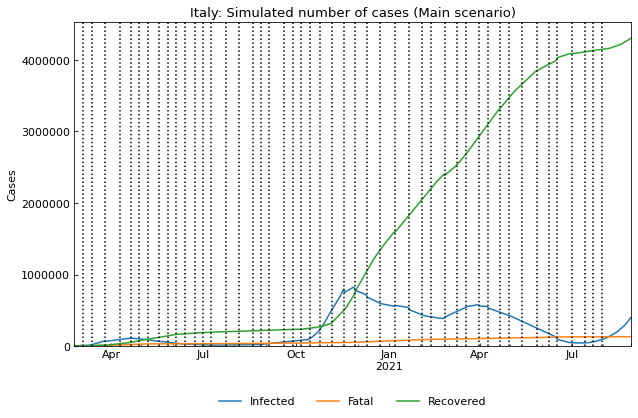 Italy: Simulated number of cases (Main scenario)
Cases
4000000
3000000
2000000
1000000
0
Apr Jul Oct Jan Apr Jul
2021
Infected Fatal Recovered